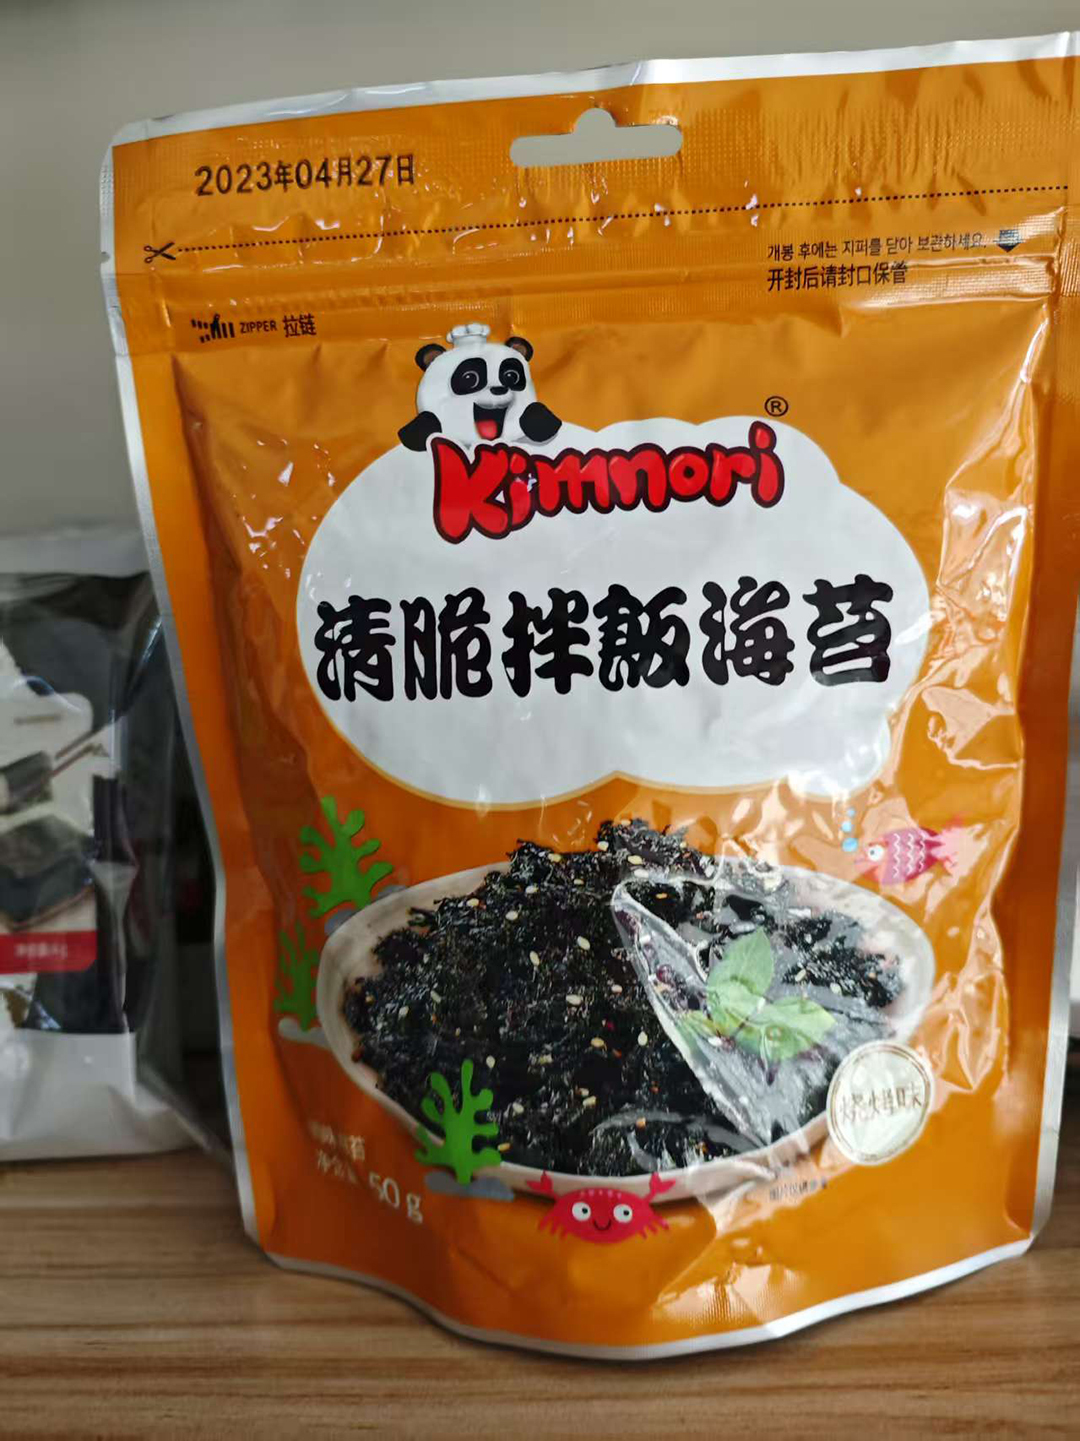 2023年04月27日
개봉 후에는 지퍼를 닫아 보관하세요.
开封后请封口保管
ZIPPER 拉链
Kimnori®
清脆拌飯海苔
50g